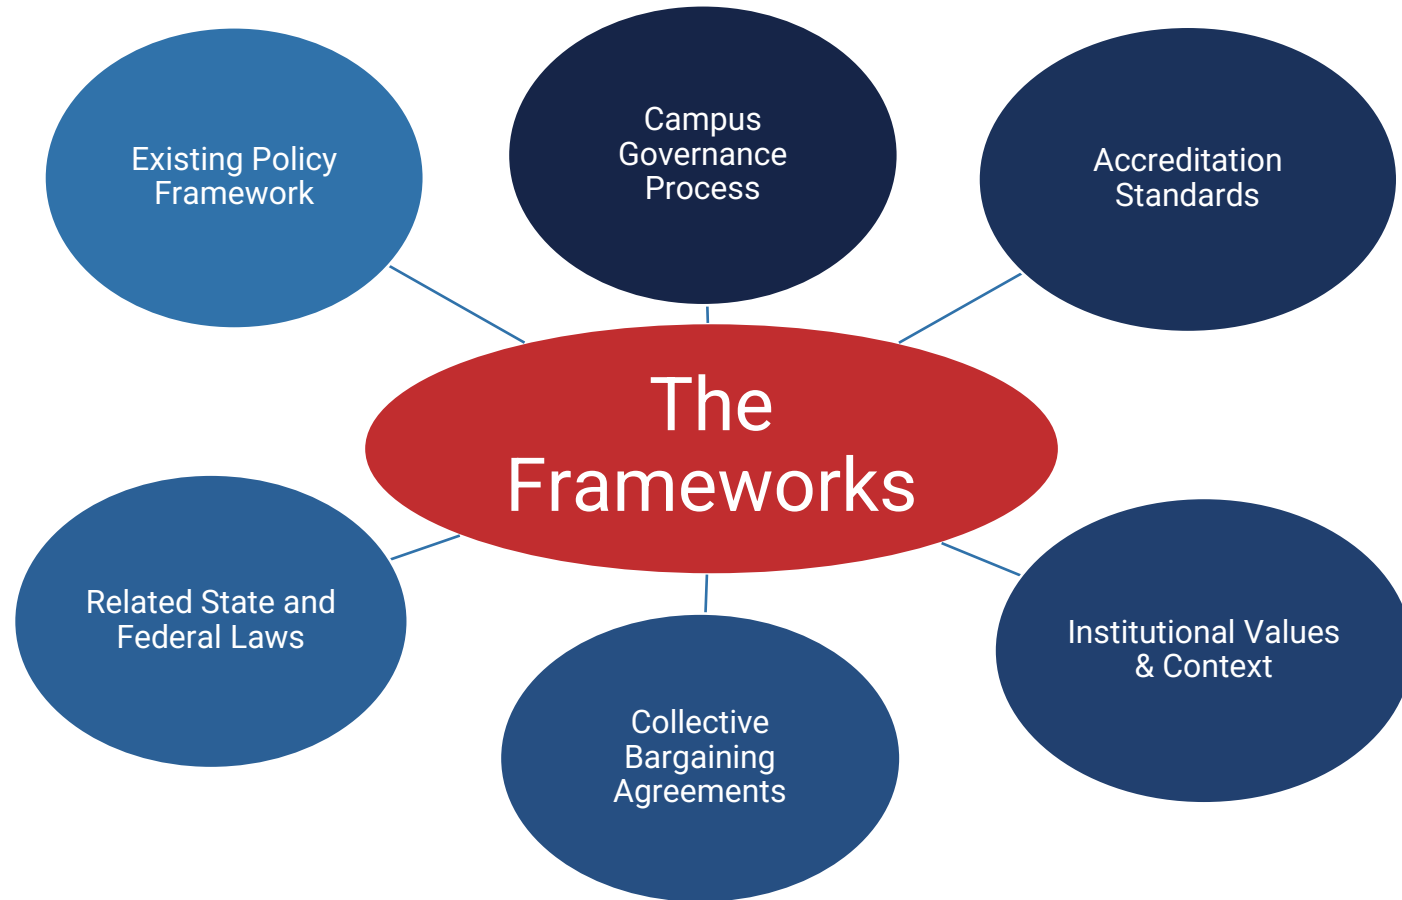 Existing Policy
Framework
Campus
Governance
Process
Accreditation
Standards
The
Frameworks
Related State and
Federal Laws
Collective
Bargaining
Agreements
Institutional Values
& Context